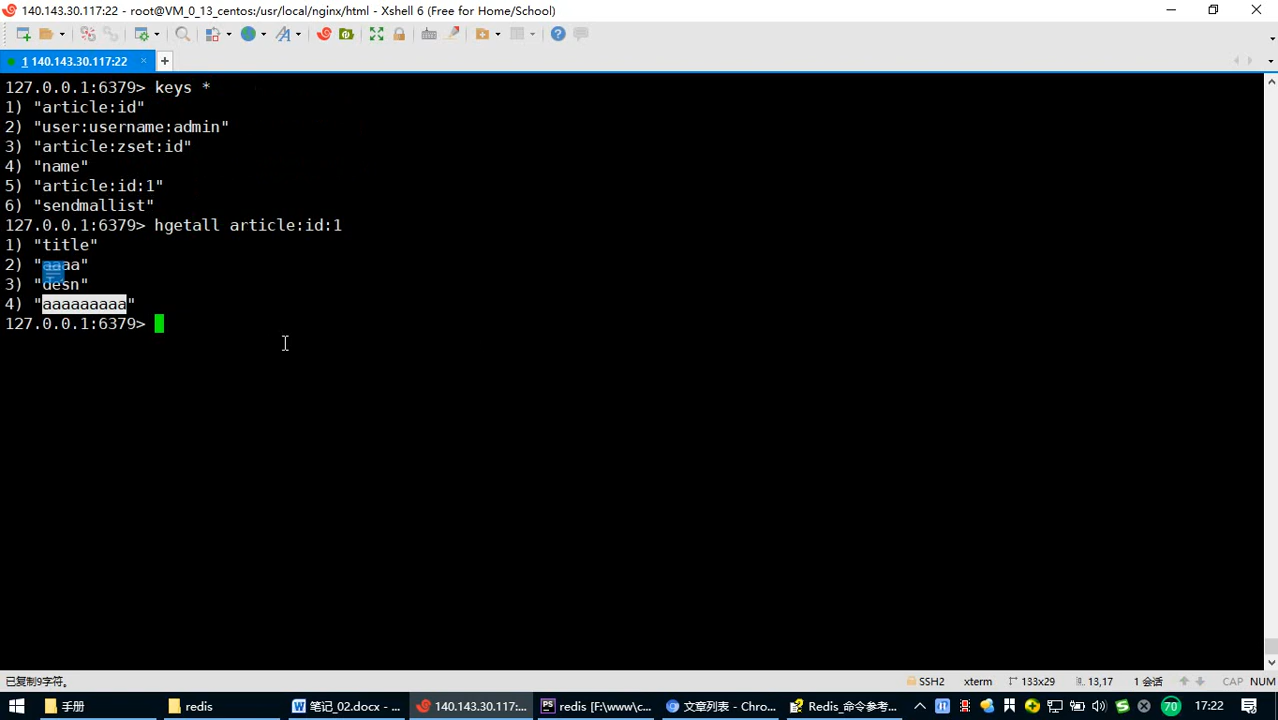 140.143.30.117:22 - root@VM_0_13_centos:/usr/local/nginx/html - Xshell 6 (Free for Home/School)
1 140.143.30.117:22
127.0.0.1:6379> keys *
1) "article:id"
2) "user:username:admin"
3) "article:zset:id"
4) "name"
5) "article:id:1"
6) "sendmallist"
127.0.0.1:6379> hgetall article:id:1
1) "title"
2) "aaaa"
3) "desn"
4) "aaaaaaaaa"
127.0.0.1:6379>
已复制9字符。
SSH2 xterm 133x29 13,17 1 会话 CAP NUM
手册 redis 笔记_02.docx - ... 140.143.30.117:... redis [F:\www\c... 文章列表 - Chro... Redis_命令参考... 70 17:22